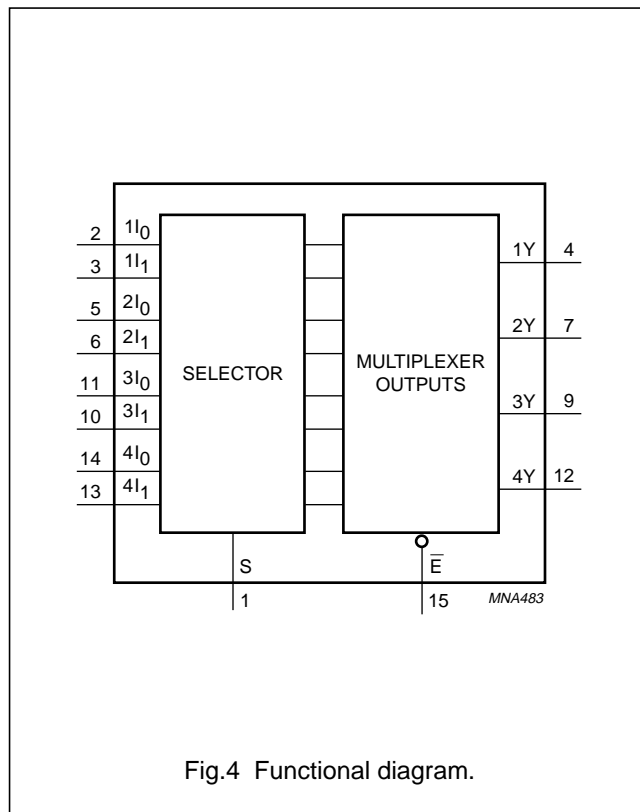 2 1I0
3 1I1
5 2I0
6 2I1
11 3I0
10 3I1
14 4I0
13 4I1
SELECTOR
MULTIPLEXER
OUTPUTS
1Y 4
2Y 7
3Y 9
4Y 12
S
1
E̅
15
MNA483
Fig.4 Functional diagram.